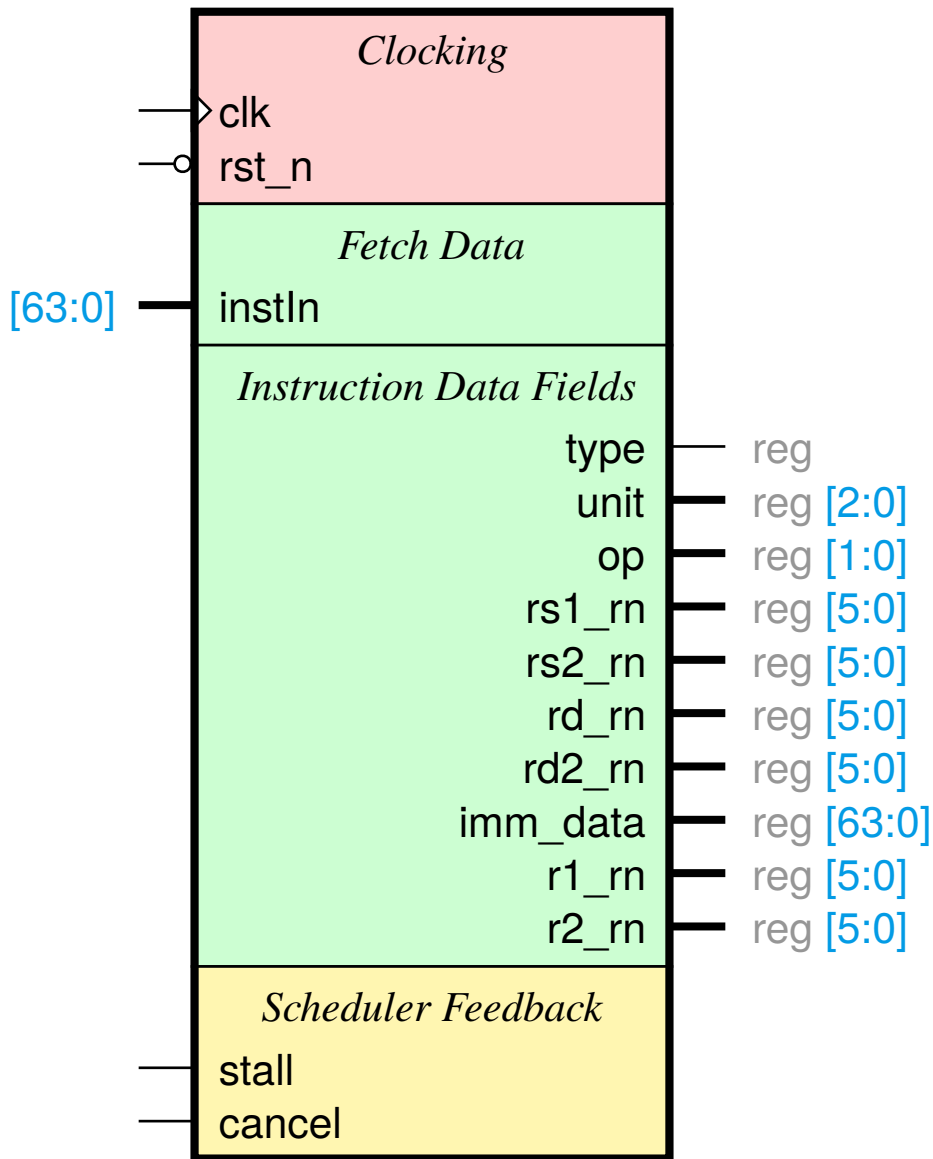 Clocking
clk
rst_n
Fetch Data
[63:0] instIn
Instruction Data Fields
type reg
unit reg [2:0]
op reg [1:0]
rs1_rn reg [5:0]
rs2_rn reg [5:0]
rd_rn reg [5:0]
rd2_rn reg [5:0]
imm_data reg [63:0]
r1_rn reg [5:0]
r2_rn reg [5:0]
Scheduler Feedback
stall
cancel